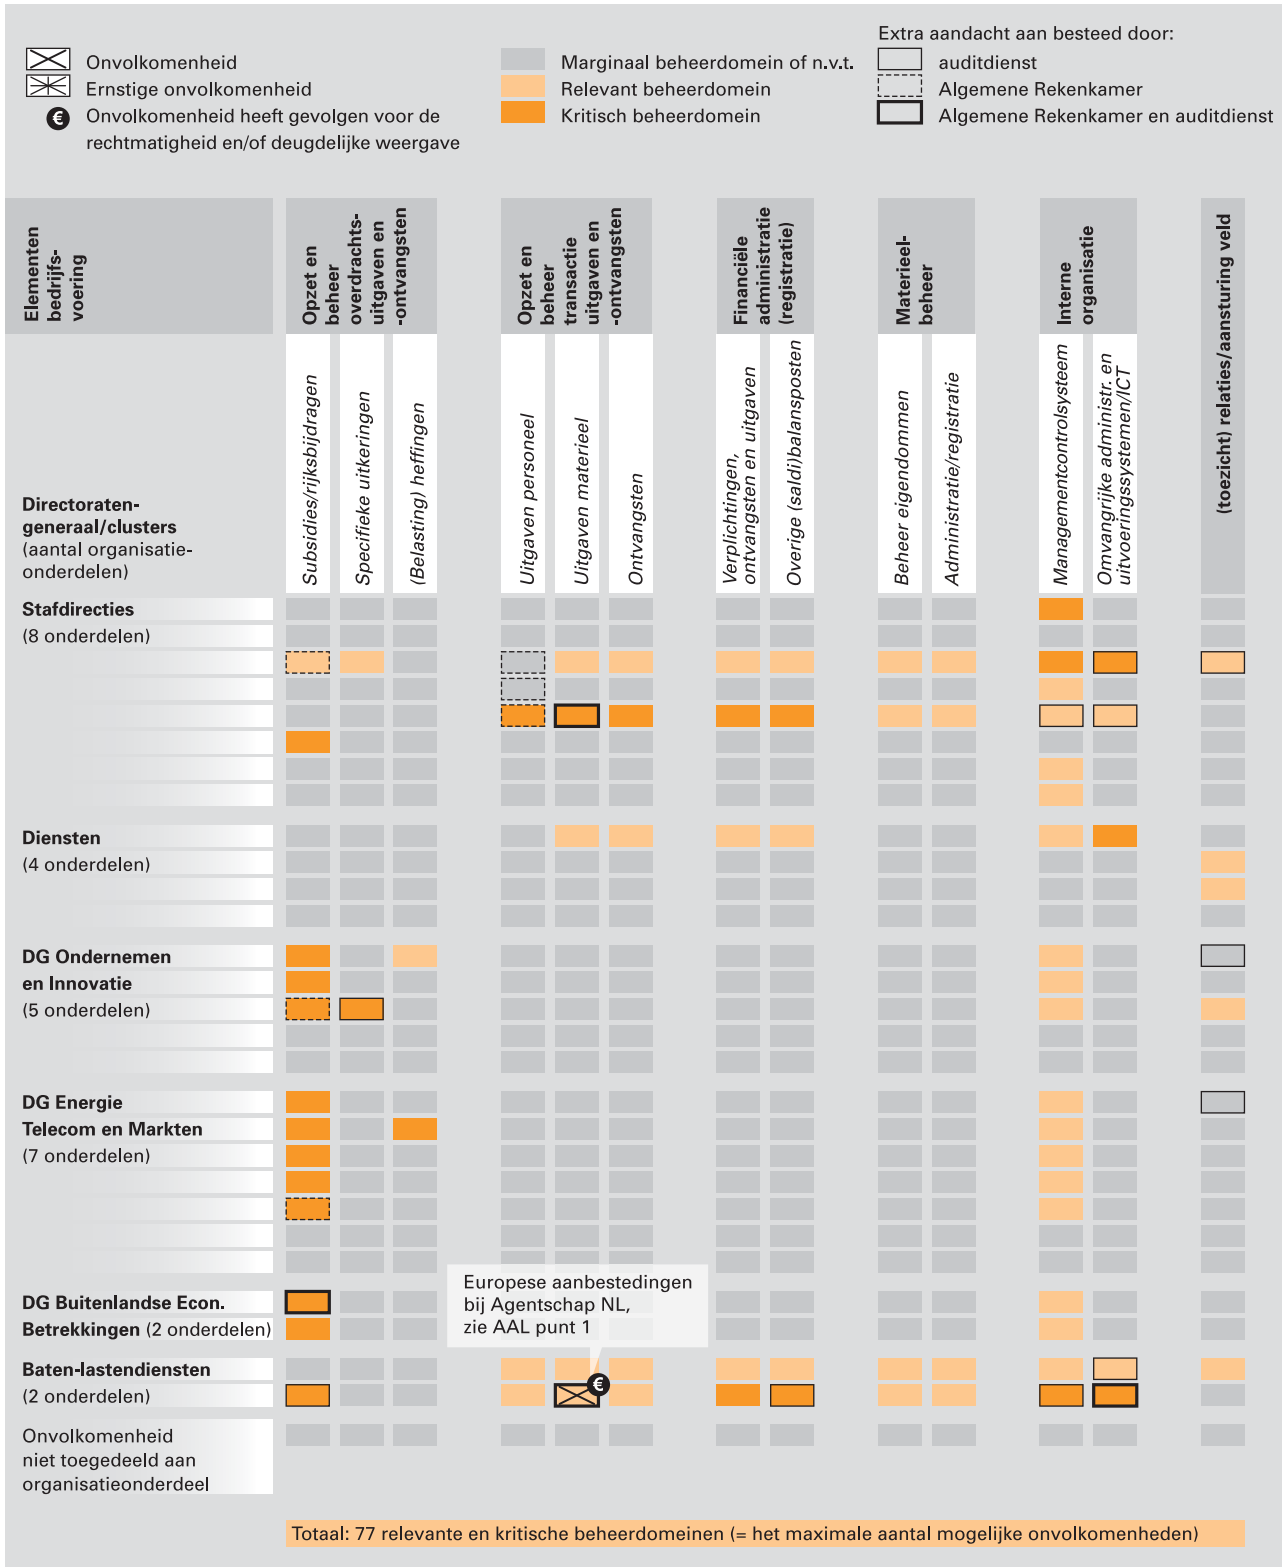 Onvolkomenheid
Ernstige onvolkomenheid
€ Onvolkomenheid heeft gevolgen voor de
rechtmatigheid en/of deugdelijke weergave
Marginaal beheerdomein of n.v.t.
Relevant beheerdomein
Kritisch beheerdomein
Extra aandacht aan besteed door:
auditdienst
Algemene Rekenkamer
Algemene Rekenkamer en auditdienst
Elementen
bedrijfs-
voering
Opzet en
beheer
overdrachts-
uitgaven en
-ontvangsten
Opzet en
beheer
transactie
uitgaven en
-ontvangsten
Financiële
administratie
(registratie)
Materieel-
beheer
Interne
organisatie
(toezicht) relaties/aansturing veld
Directoraten-
generaal/clusters
(aantal organisatie-
onderdelen)
Subsidies/rijksbijdragen
Specifieke uitkeringen
(Belasting) heffingen
Uitgaven personeel
Uitgaven materieel
Ontvangsten
Verplichtingen,
ontvangsten en uitgaven
Overige (saldi)balansposten
Beheer eigendommen
Administratie/registratie
Managementcontrolsysteem
Omvangrijke administr. en
uitvoeringssystemen/ICT
Stafdirecties
(8 onderdelen)
Diensten
(4 onderdelen)
DG Ondernemen
en Innovatie
(5 onderdelen)
DG Energie
Telecom en Markten
(7 onderdelen)
Europese aanbestedingen
bij Agentschap NL,
zie AAL punt 1
DG Buitenlandse Econ.
Betrekkingen (2 onderdelen)
Baten-lastendiensten
(2 onderdelen)
€
Onvolkomenheid
niet toegedeeld aan
organisatieonderdeel
Totaal: 77 relevante en kritische beheerdomeinen (= het maximale aantal mogelijke onvolkomenheden)